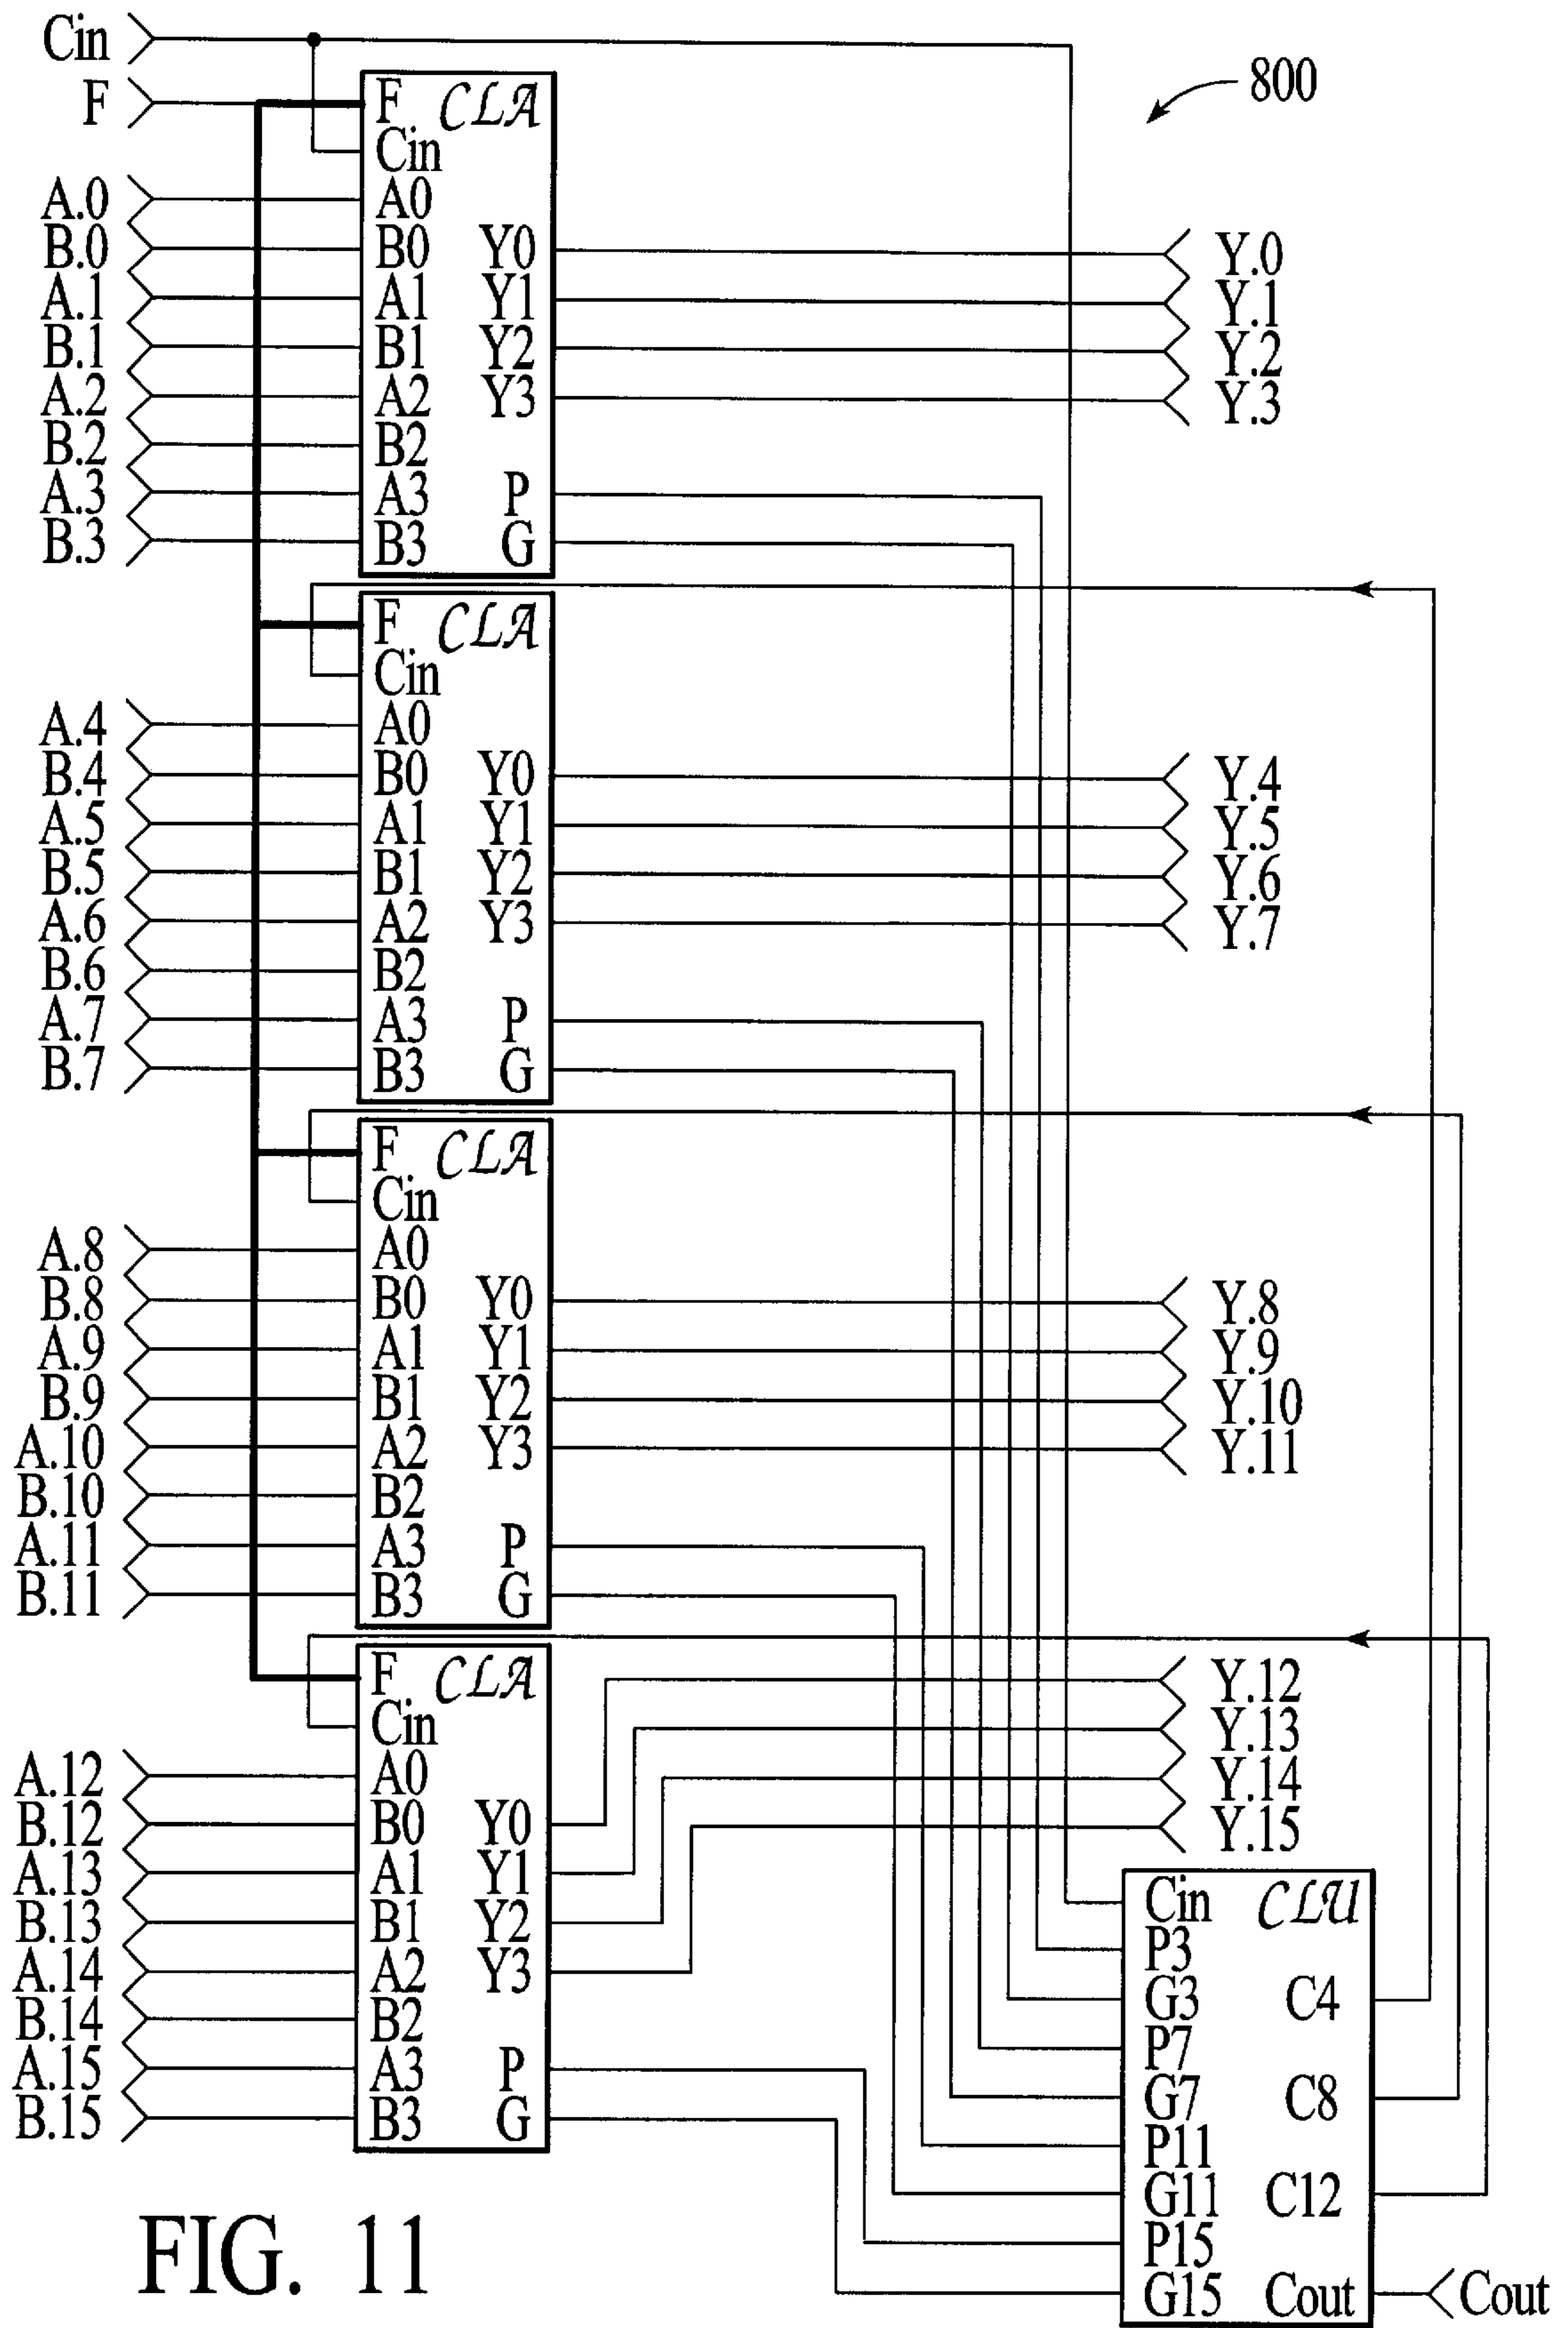 Cin
F
800
F CLA
Cin
A.0 A0
B.0 B0 Y0 Y.0
A.1 A1 Y1 Y.1
B.1 B1 Y2 Y.2
A.2 A2 Y3 Y.3
B.2 B2
A.3 A3 P
B.3 B3 G
F CLA
Cin
A.4 A0
B.4 B0 Y0 Y.4
A.5 A1 Y1 Y.5
B.5 B1 Y2 Y.6
A.6 A2 Y3 Y.7
B.6 B2
A.7 A3 P
B.7 B3 G
F CLA
Cin
A.8 A0
B.8 B0 Y0 Y.8
A.9 A1 Y1 Y.9
B.9 B1 Y2 Y.10
A.10 A2 Y3 Y.11
B.10 B2
A.11 A3 P
B.11 B3 G
F CLA Y.12
Cin Y.13
A.12 A0 Y.14
B.12 B0 Y0 Y.15
A.13 A1 Y1
B.13 B1 Y2
A.14 A2 Y3
B.14 B2
A.15 A3 P
B.15 B3 G
Cin CLU
P3
G3 C4
P7
G7 C8
P11
G11 C12
P15
G15 Cout Cout
FIG. 11